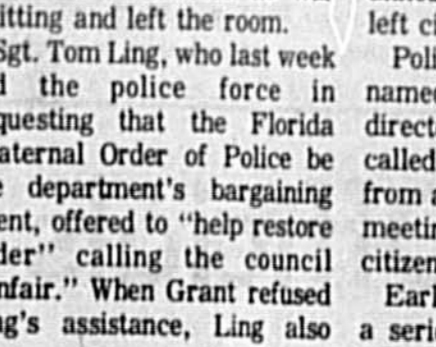 itting and left the room.
Sgt. Tom Ling, who last week
d the police force in
questing that the Florida
aternal Order of Police be
e department's bargaining
ent, offered to "help restore
der" calling the council
nfair." When Grant refused
ng's assistance, Ling also
left ci
Poli
named
direct
called
from a
meetin
citizen
Earl
a seri